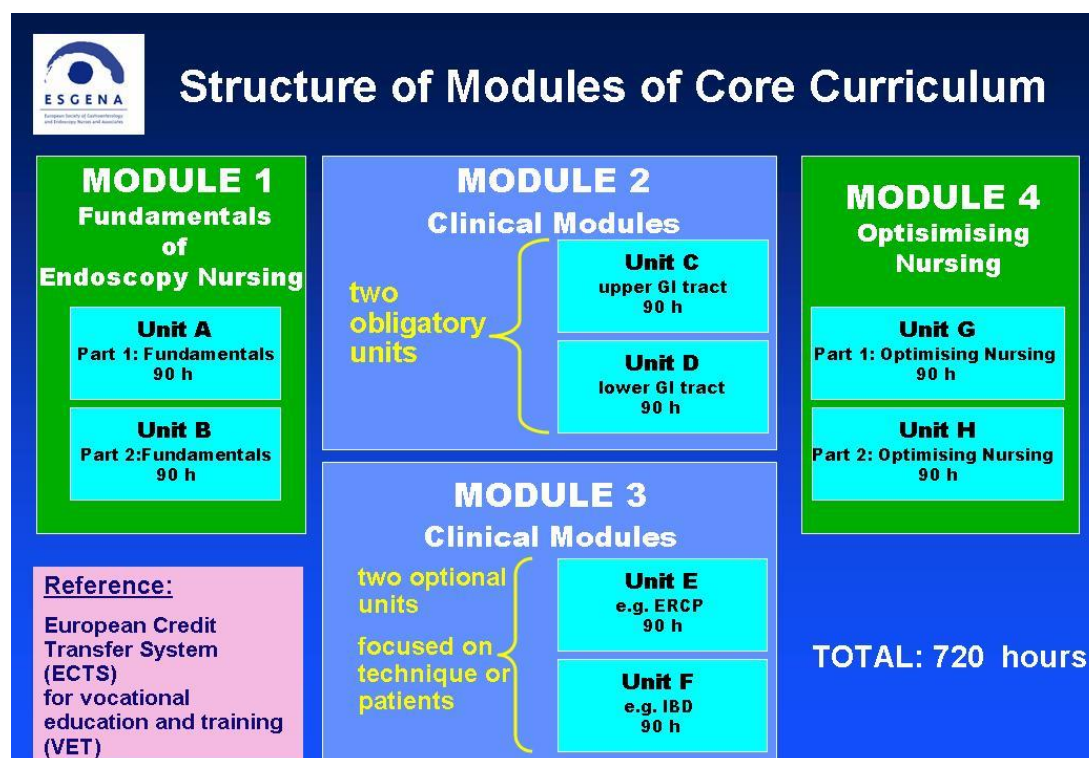 ESGENA
European Society of Gastroenterology
and Endoscopy Nurses and Associates
Structure of Modules of Core Curriculum
MODULE 1
Fundamentals
of
Endoscopy Nursing
Unit A
Part 1: Fundamentals
90 h
Unit B
Part 2:Fundamentals
90 h
MODULE 2
Clinical Modules
two
obligatory
units
Unit C
upper GI tract
90 h
Unit D
lower GI tract
90 h
MODULE 3
Clinical Modules
two optional
units
focused on
technique or
patients
Unit E
e.g. ERCP
90 h
Unit F
e.g. IBD
90 h
MODULE 4
Optisimising
Nursing
Unit G
Part 1: Optimising Nursing
90 h
Unit H
Part 2: Optimising Nursing
90 h
Reference:
European Credit
Transfer System
(ECTS)
for vocational
education and training
(VET)
TOTAL: 720 hours